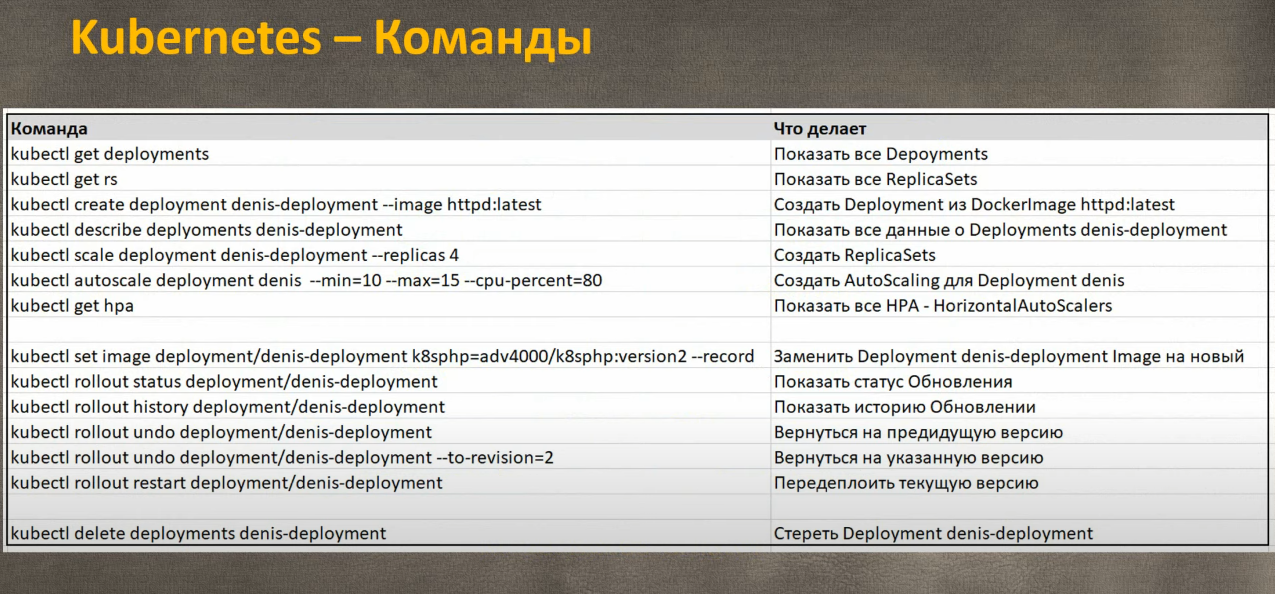 Kubernetes – Команды
Команда Что делает
kubectl get deployments Показать все Depoyments
kubectl get rs Показать все ReplicaSets
kubectl create deployment denis-deployment --image httpd:latest Создать Deployment из DockerImage httpd:latest
kubectl describe deplyoments denis-deployment Показать все данные о Deployments denis-deployment
kubectl scale deployment denis-deployment --replicas 4 Создать ReplicaSets
kubectl autoscale deployment denis --min=10 --max=15 --cpu-percent=80 Создать AutoScaling для Deployment denis
kubectl get hpa Показать все HPA - HorizontalAutoScalers
kubectl set image deployment/denis-deployment k8sphp=adv4000/k8sphp:version2 --record Заменить Deployment denis-deployment Image на новый
kubectl rollout status deployment/denis-deployment Показать статус Обновления
kubectl rollout history deployment/denis-deployment Показать историю Обновлении
kubectl rollout undo deployment/denis-deployment Вернуться на предидущую версию
kubectl rollout undo deployment/denis-deployment --to-revision=2 Вернуться на указанную версию
kubectl rollout restart deployment/denis-deployment Передеплоить текущую версию
kubectl delete deployments denis-deployment Стереть Deployment denis-deployment